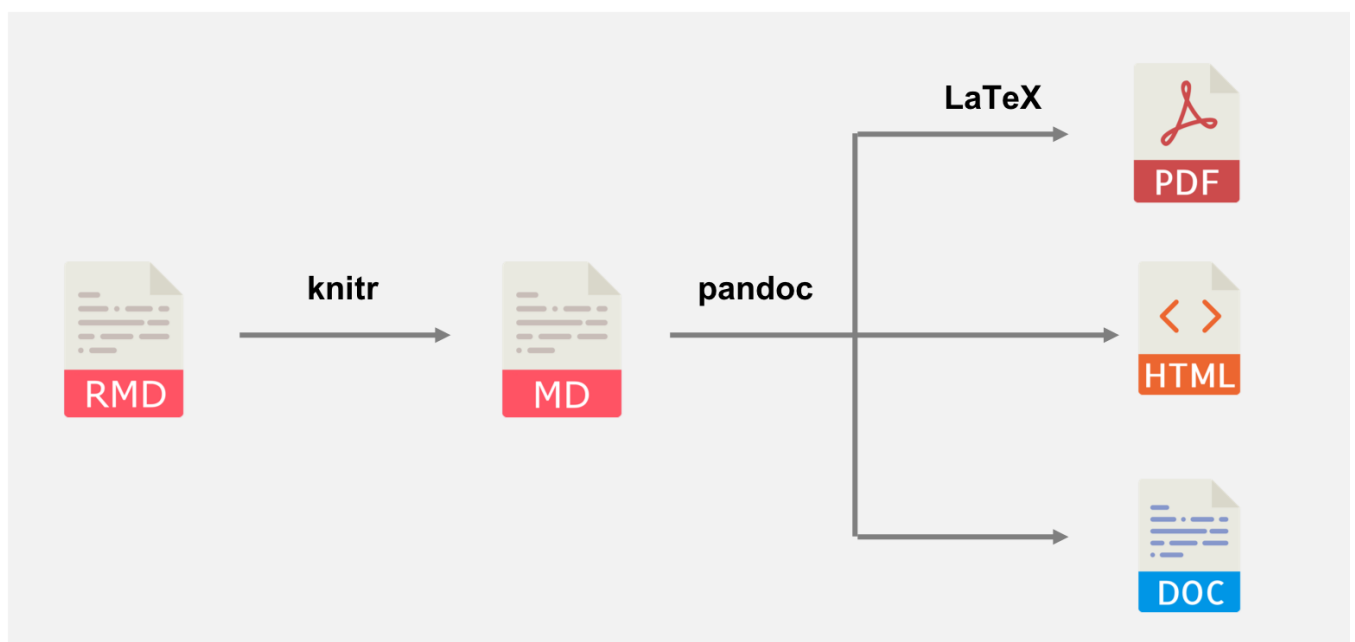 LaTeX
PDF
knitr
pandoc
RMD
MD
HTML
DOC